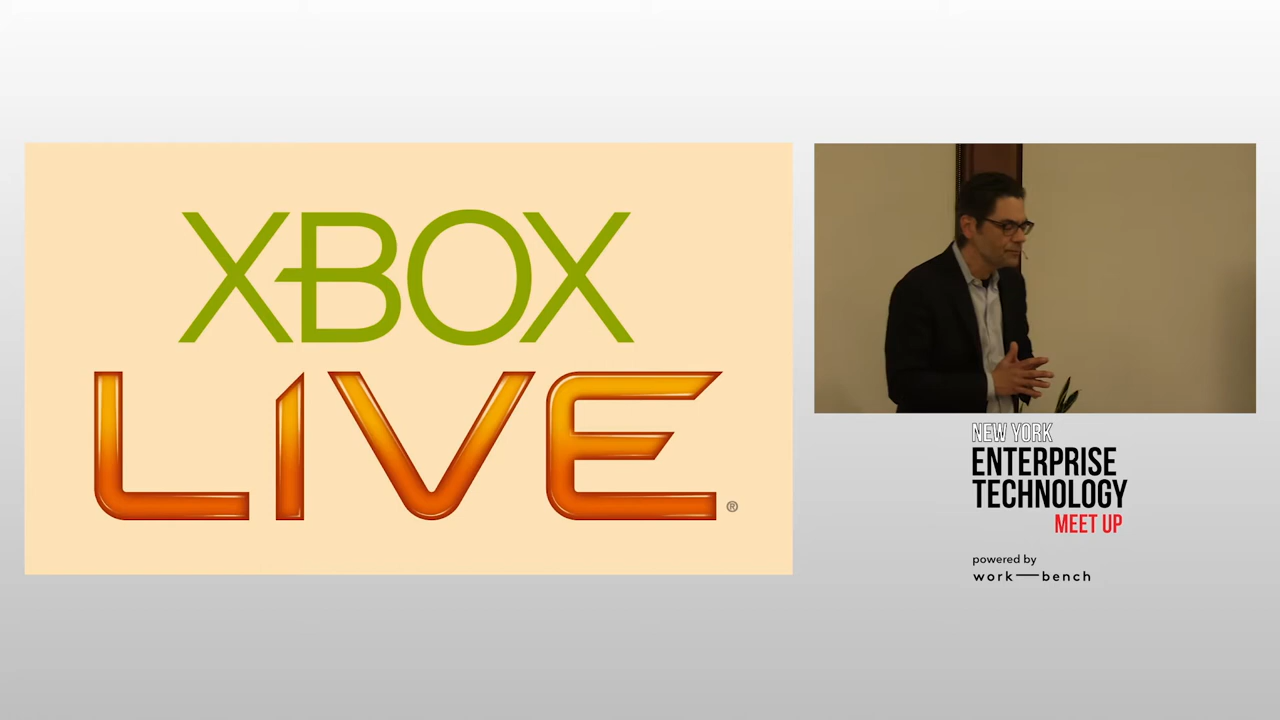 XBOX
LIVE®
NEW YORK
ENTERPRISE
TECHNOLOGY
MEET UP
powered by
work—bench